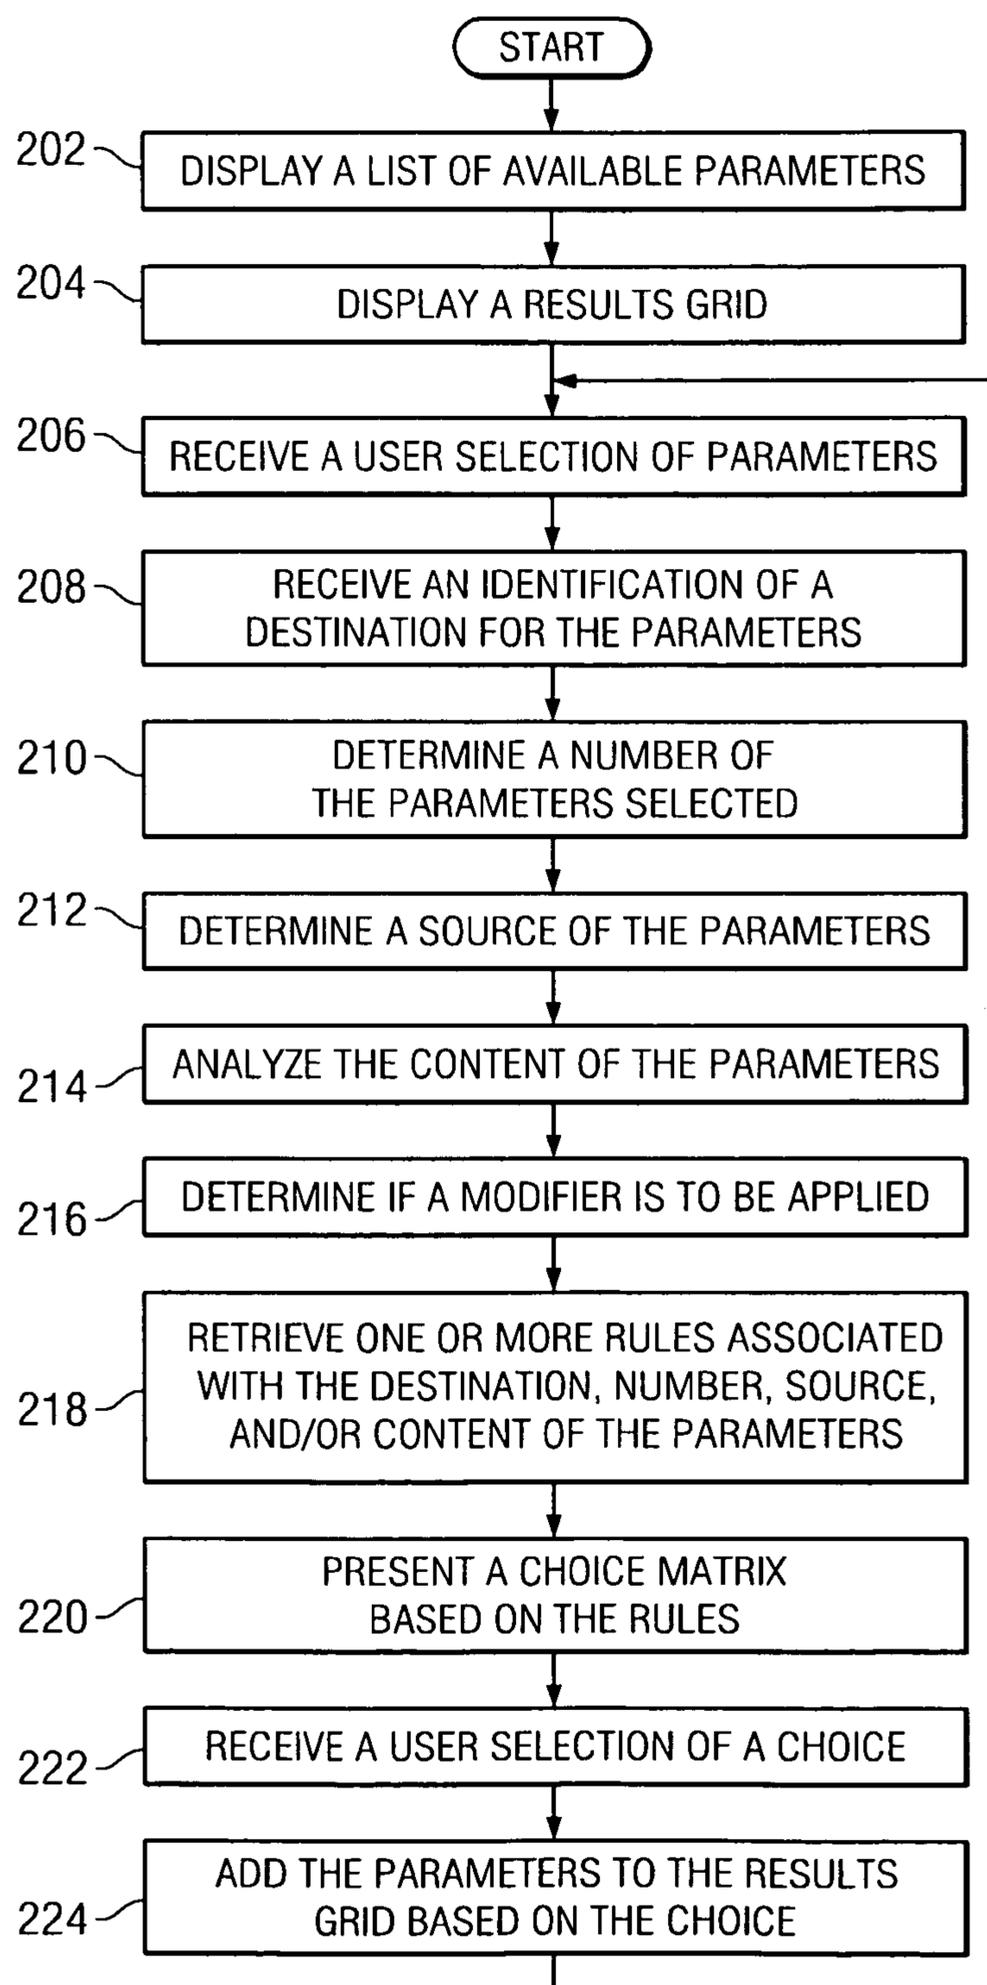 START
202
DISPLAY A LIST OF AVAILABLE PARAMETERS
204
DISPLAY A RESULTS GRID
206
RECEIVE A USER SELECTION OF PARAMETERS
208
RECEIVE AN IDENTIFICATION OF A
DESTINATION FOR THE PARAMETERS
210
DETERMINE A NUMBER OF
THE PARAMETERS SELECTED
212
DETERMINE A SOURCE OF THE PARAMETERS
214
ANALYZE THE CONTENT OF THE PARAMETERS
216
DETERMINE IF A MODIFIER IS TO BE APPLIED
218
RETRIEVE ONE OR MORE RULES ASSOCIATED
WITH THE DESTINATION, NUMBER, SOURCE,
AND/OR CONTENT OF THE PARAMETERS
220
PRESENT A CHOICE MATRIX
BASED ON THE RULES
222
RECEIVE A USER SELECTION OF A CHOICE
224
ADD THE PARAMETERS TO THE RESULTS
GRID BASED ON THE CHOICE